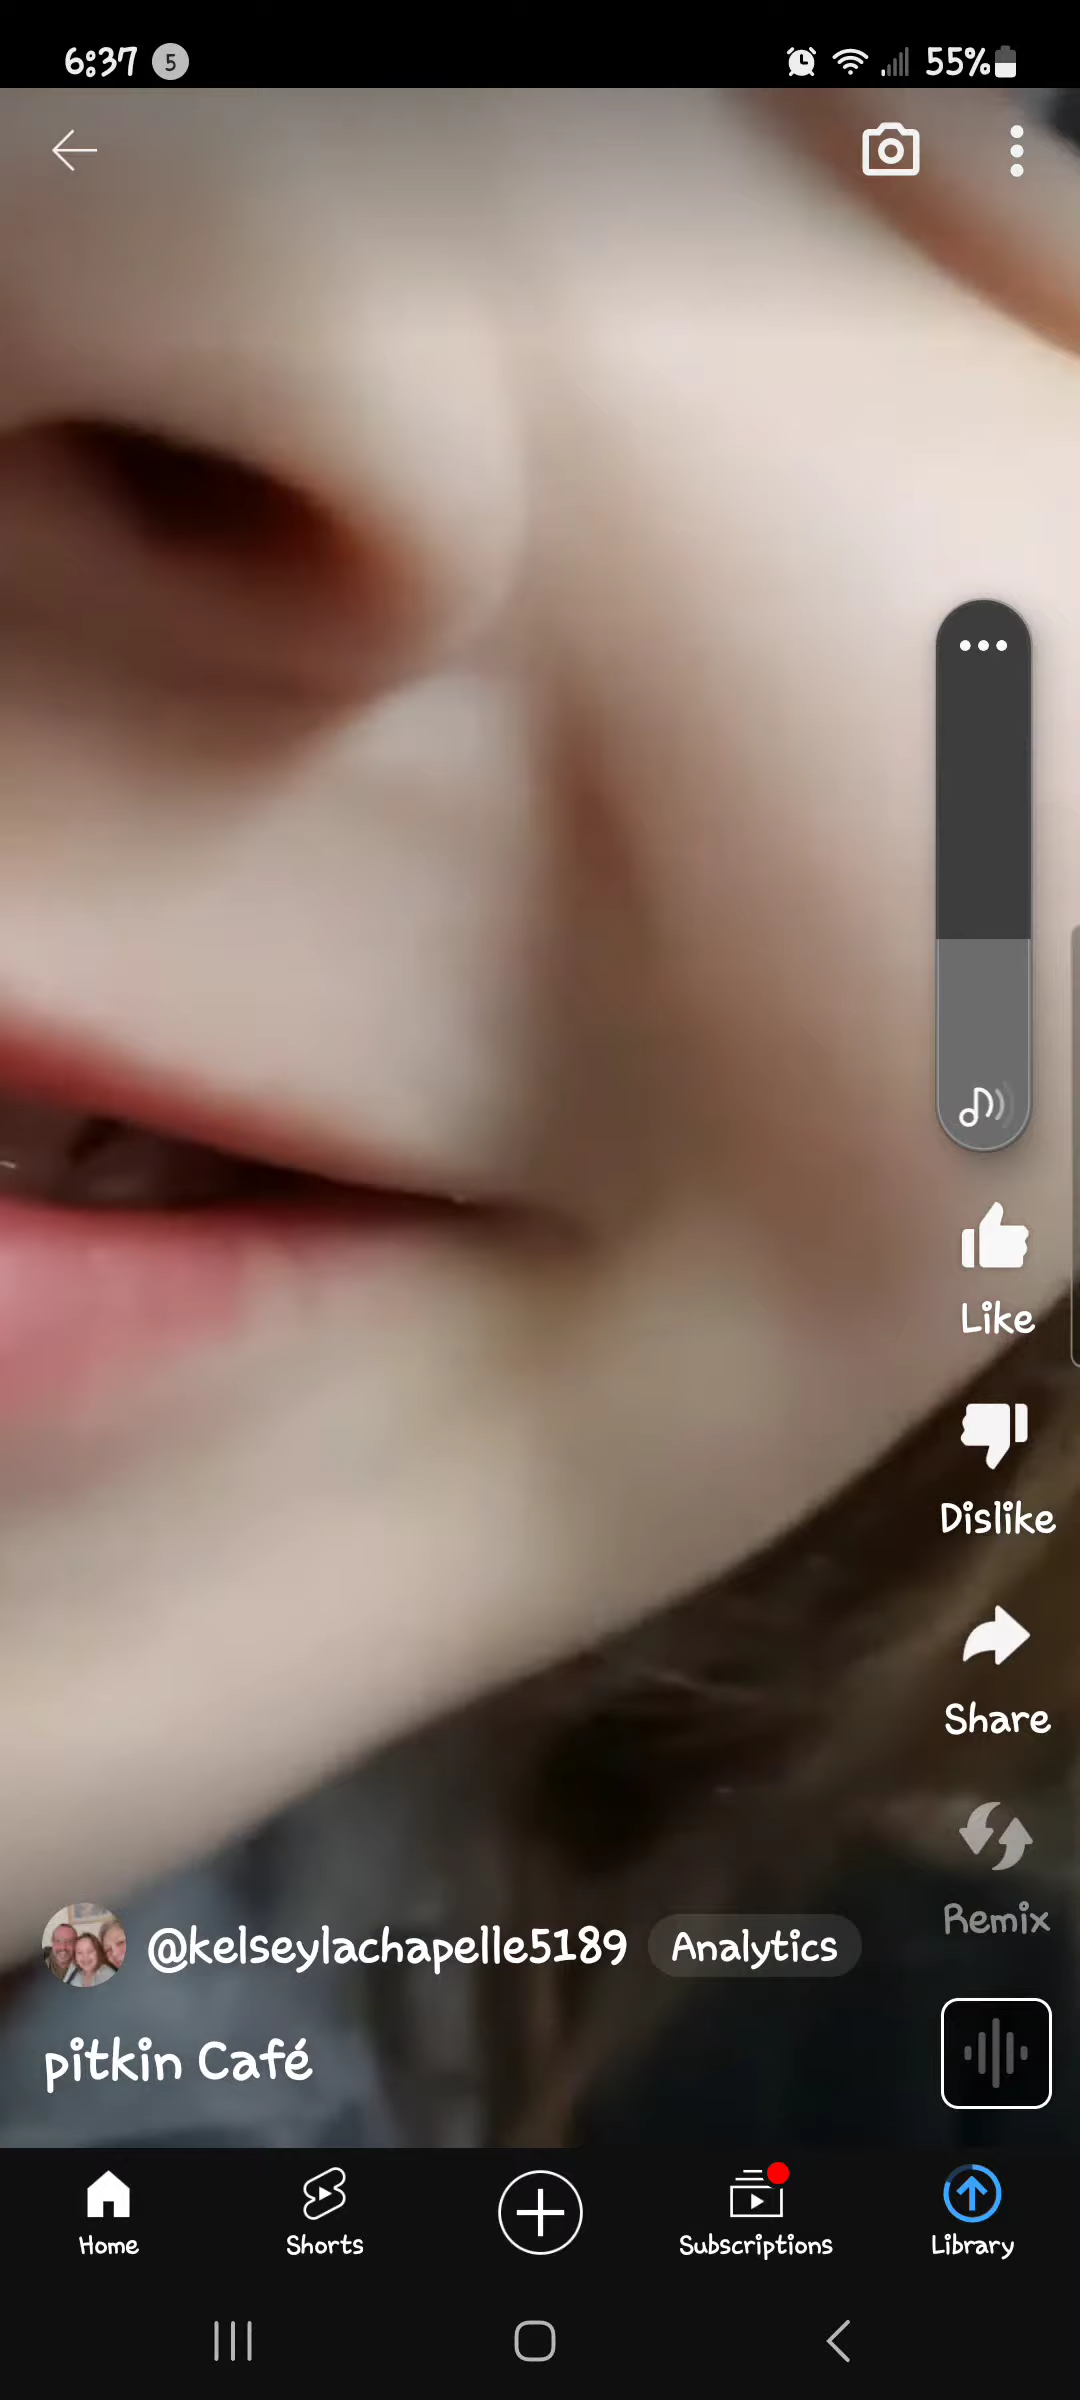 6:37 5 55%
Like
Dislike
Share
Remix
@kelseylachapelle5189 Analytics
pitkin Café
Home Shorts Subscriptions Library